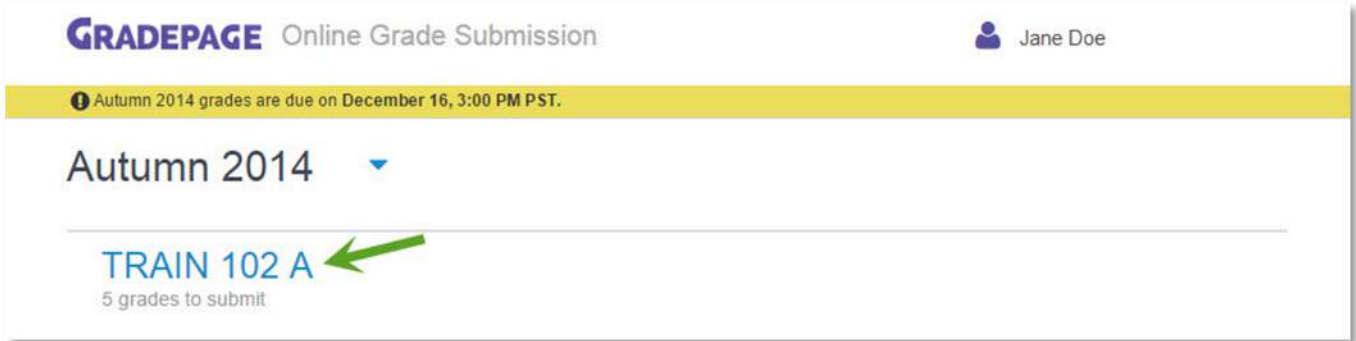 GRADEPAGE Online Grade Submission
Jane Doe
Autumn 2014 grades are due on December 16, 3:00 PM PST.
Autumn 2014
TRAIN 102 A
5 grades to submit